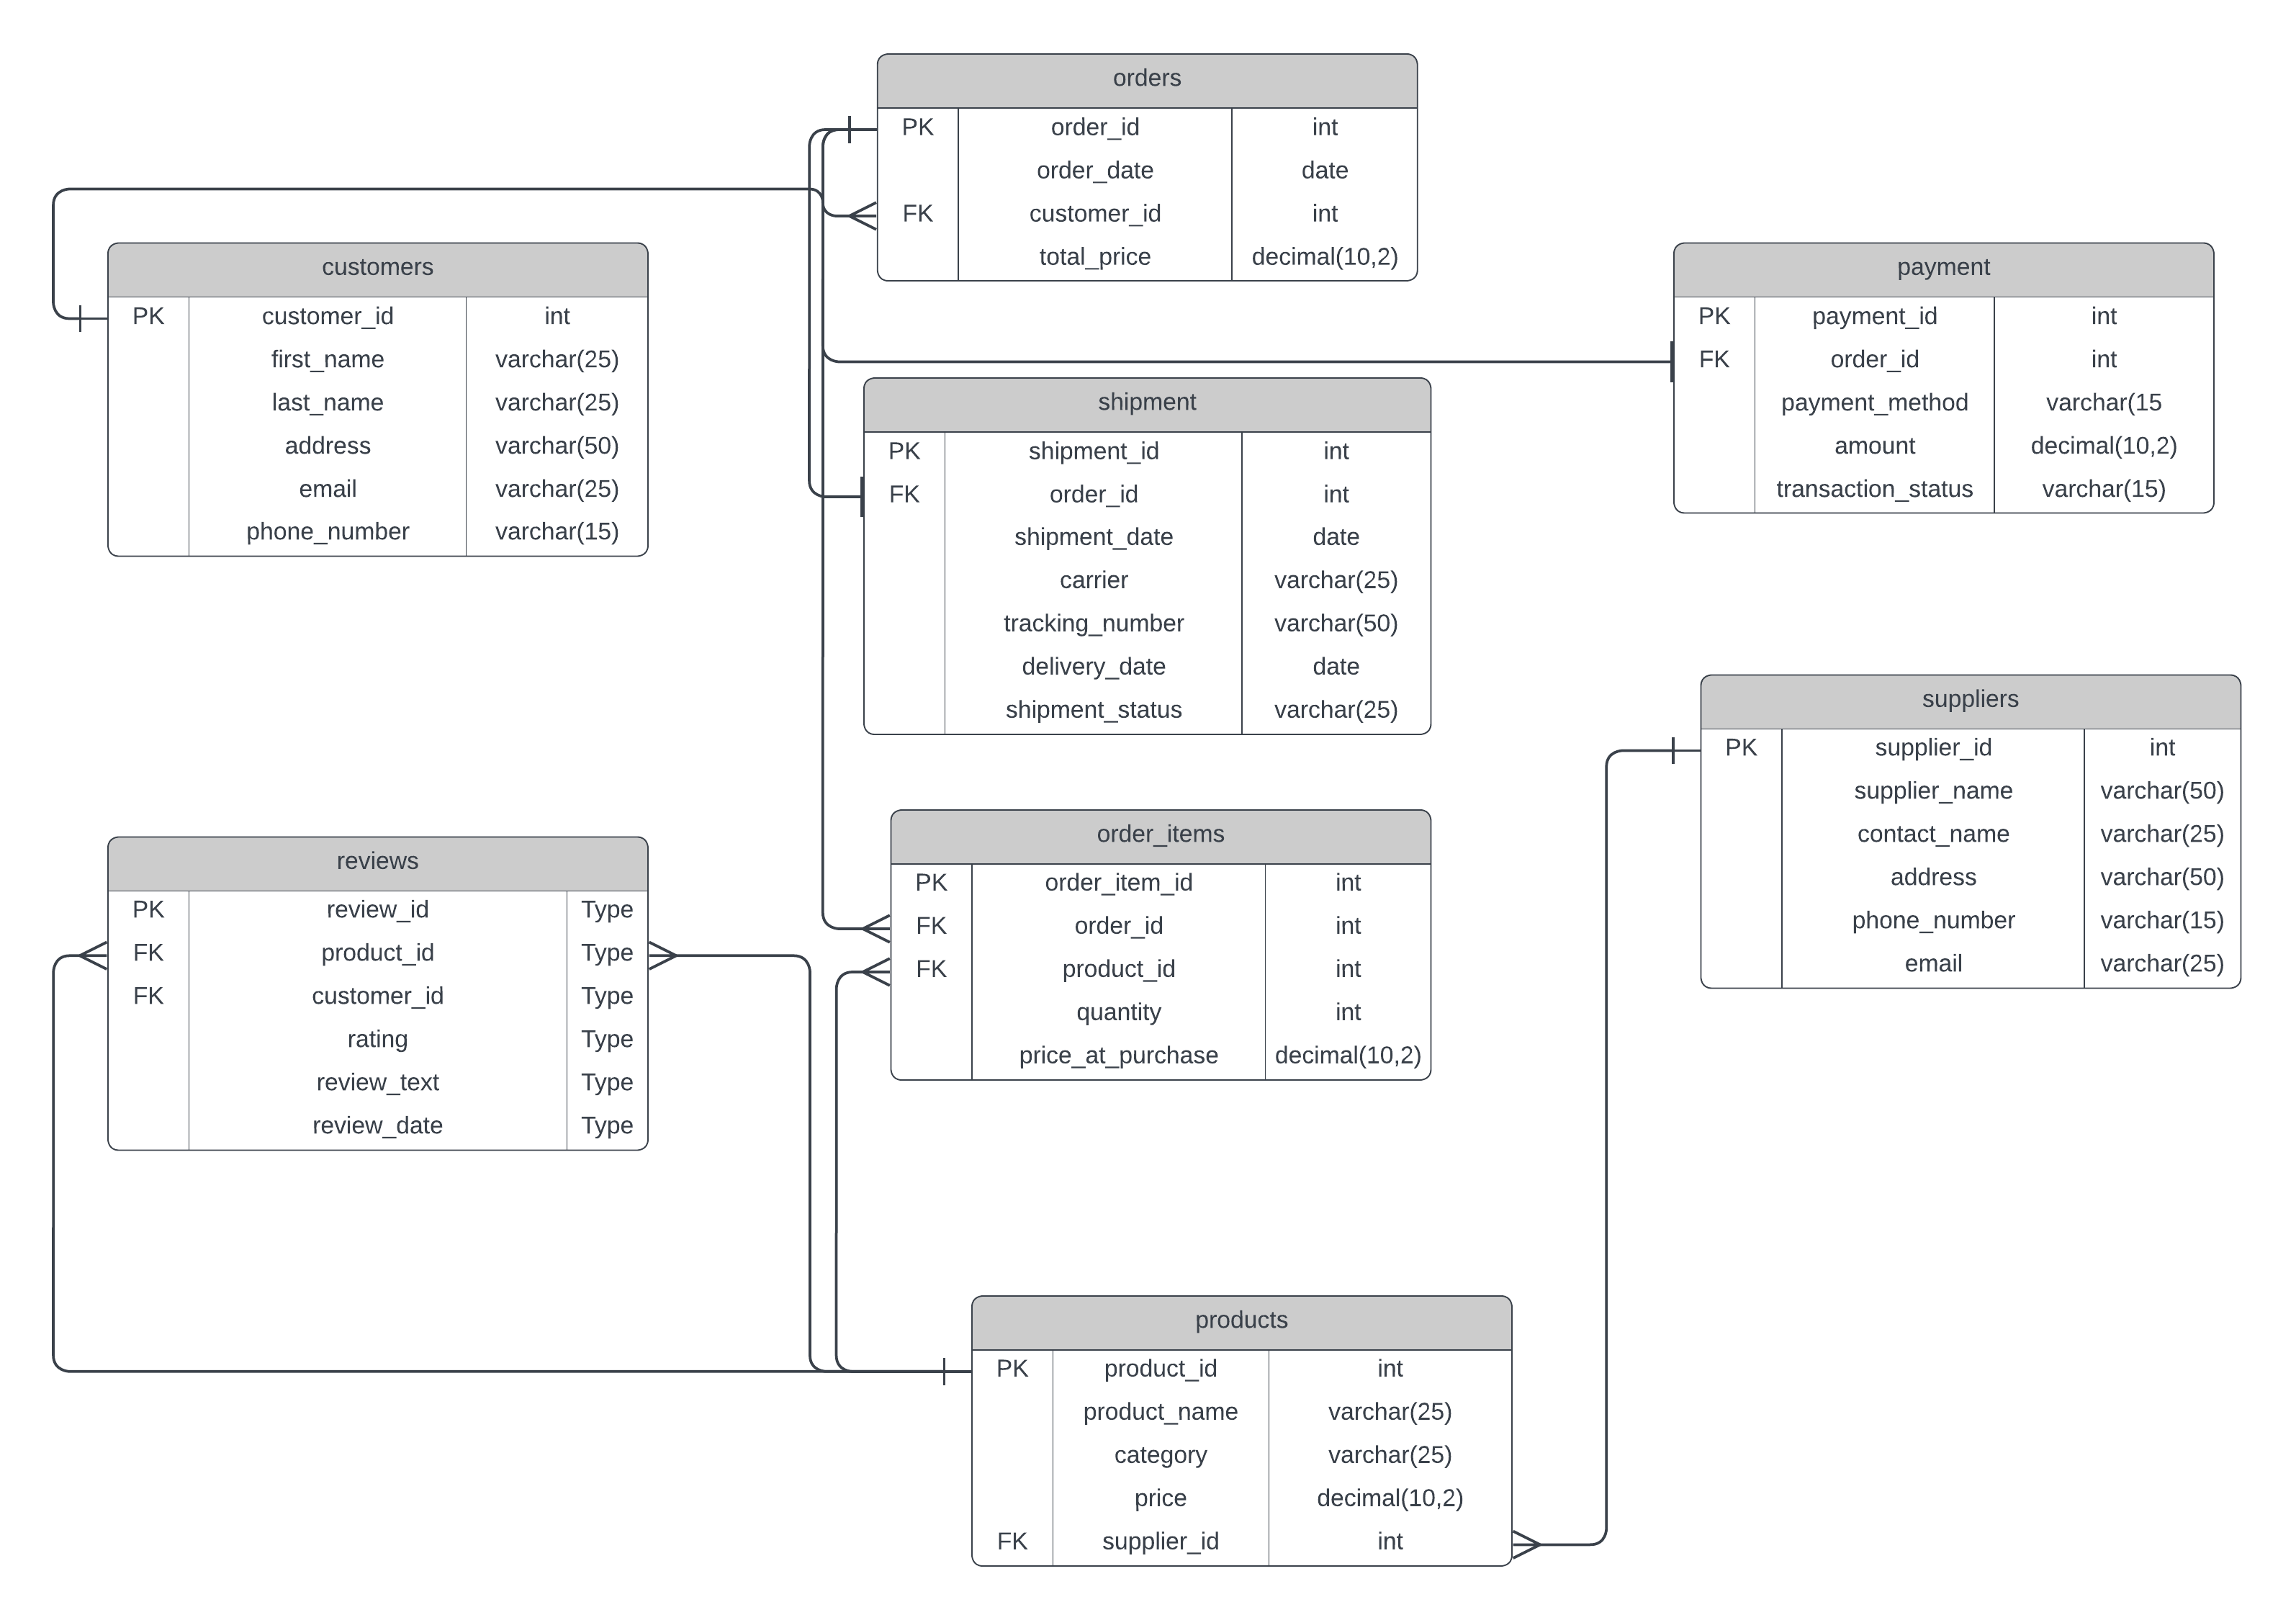 orders
PK order_id int
order_date date
FK customer_id int
total_price decimal(10,2)
customers
PK customer_id int
first_name varchar(25)
last_name varchar(25)
address varchar(50)
email varchar(25)
phone_number varchar(15)
payment
PK payment_id int
FK order_id int
payment_method varchar(15
amount decimal(10,2)
transaction_status varchar(15)
shipment
PK shipment_id int
FK order_id int
shipment_date date
carrier varchar(25)
tracking_number varchar(50)
delivery_date date
shipment_status varchar(25)
suppliers
PK supplier_id int
supplier_name varchar(50)
contact_name varchar(25)
address varchar(50)
phone_number varchar(15)
email varchar(25)
reviews
PK review_id Type
FK product_id Type
FK customer_id Type
rating Type
review_text Type
review_date Type
order_items
PK order_item_id int
FK order_id int
FK product_id int
quantity int
price_at_purchase decimal(10,2)
products
PK product_id int
product_name varchar(25)
category varchar(25)
price decimal(10,2)
FK supplier_id int